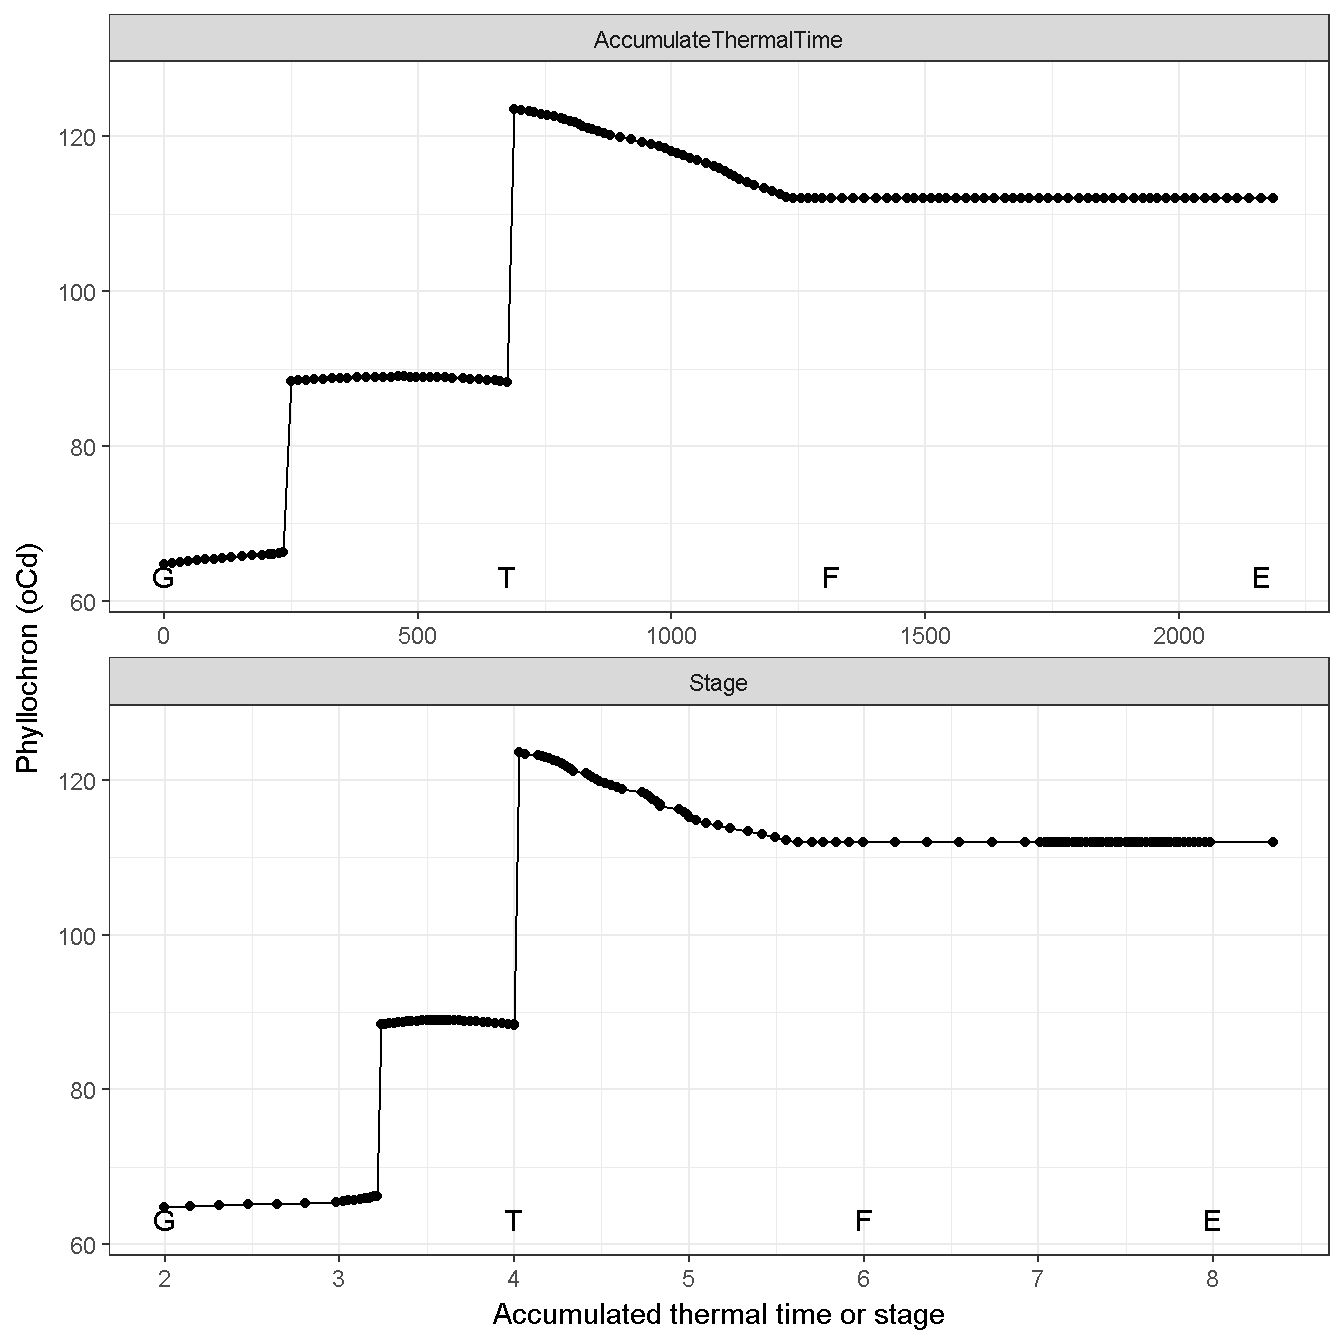 AccumulateThermalTime
120
100
80
60
G T F E
0 500 1000 1500 2000
Phyllochron (oCd)
Stage
120
100
80
60
G T F E
2 3 4 5 6 7 8
Accumulated thermal time or stage